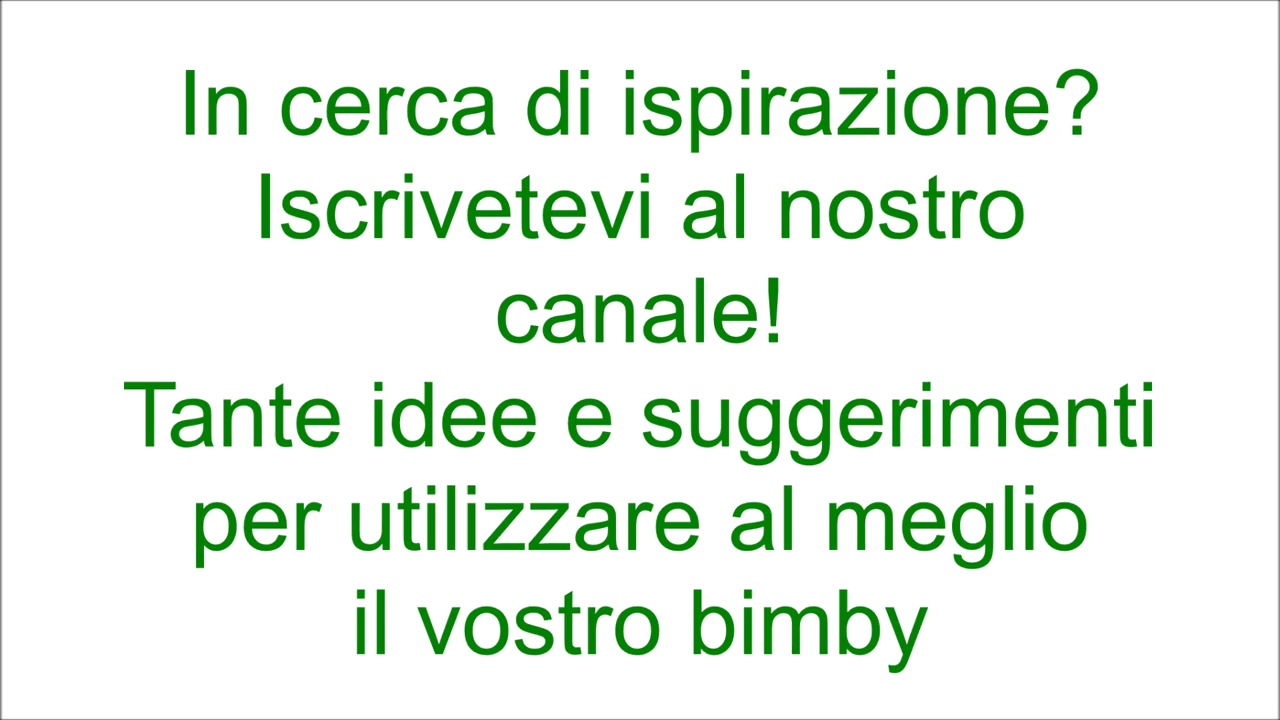 In cerca di ispirazione?
Iscrivetevi al nostro
canale!
Tante idee e suggerimenti
per utilizzare al meglio
il vostro bimby